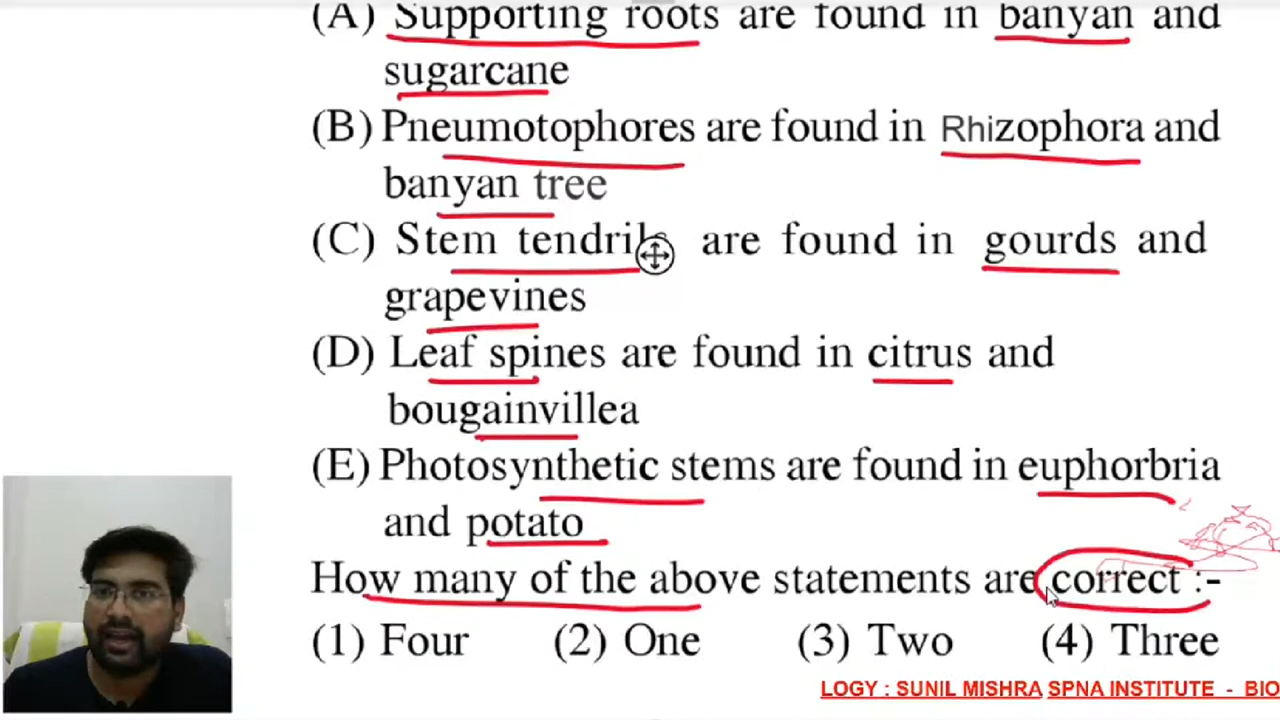 (A) Supporting roots are found in banyan and
sugarcane
(B) Pneumotophores are found in Rhizophora and
banyan tree
(C) Stem tendrils are found in gourds and
grapevines
(D) Leaf spines are found in citrus and
bougainvillea
(E) Photosynthetic stems are found in euphorbria
and potato
How many of the above statements are correct :-
(1) Four (2) One (3) Two (4) Three
LOGY : SUNIL MISHRA SPNA INSTITUTE - BIO